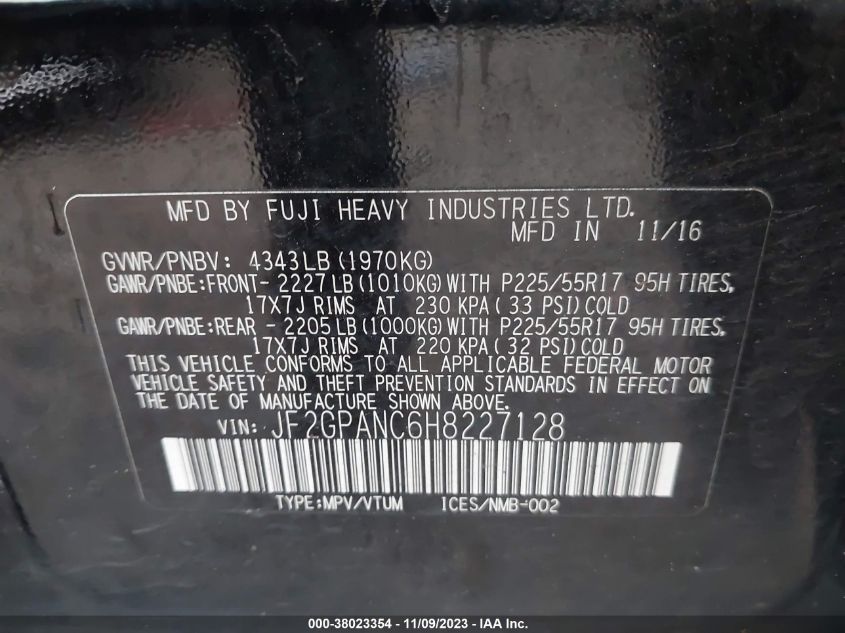 MFD BY FUJI HEAVY INDUSTRIES LTD.
MFD IN 11/16
GVWR/PNBV: 4343LB (1970KG)
GAWR/PNBE:FRONT- 2227 LB (1010KG) WITH P225/55R17 95H TIRES,
17X7J RIMS AT 230 KPA ( 33 PSI) COLD
GAWR/PNBE:REAR - 2205 LB (1000KG) WITH P225/55R17 95H TIRES,
17X7J RIMS AT 220 KPA ( 32 PSI) COLD
THIS VEHICLE CONFORMS TO ALL APPLICABLE FEDERAL MOTOR
VEHICLE SAFETY AND THEFT PREVENTION STANDARDS IN EFFECT ON
THE DATE OF MANUFACTURE SHOWN ABOVE.
VIN: JF2GPANC6H8227128
TYPE:MPV/VTUM ICES/NMB-002
000-38023354 - 11/09/2023 - IAA Inc.